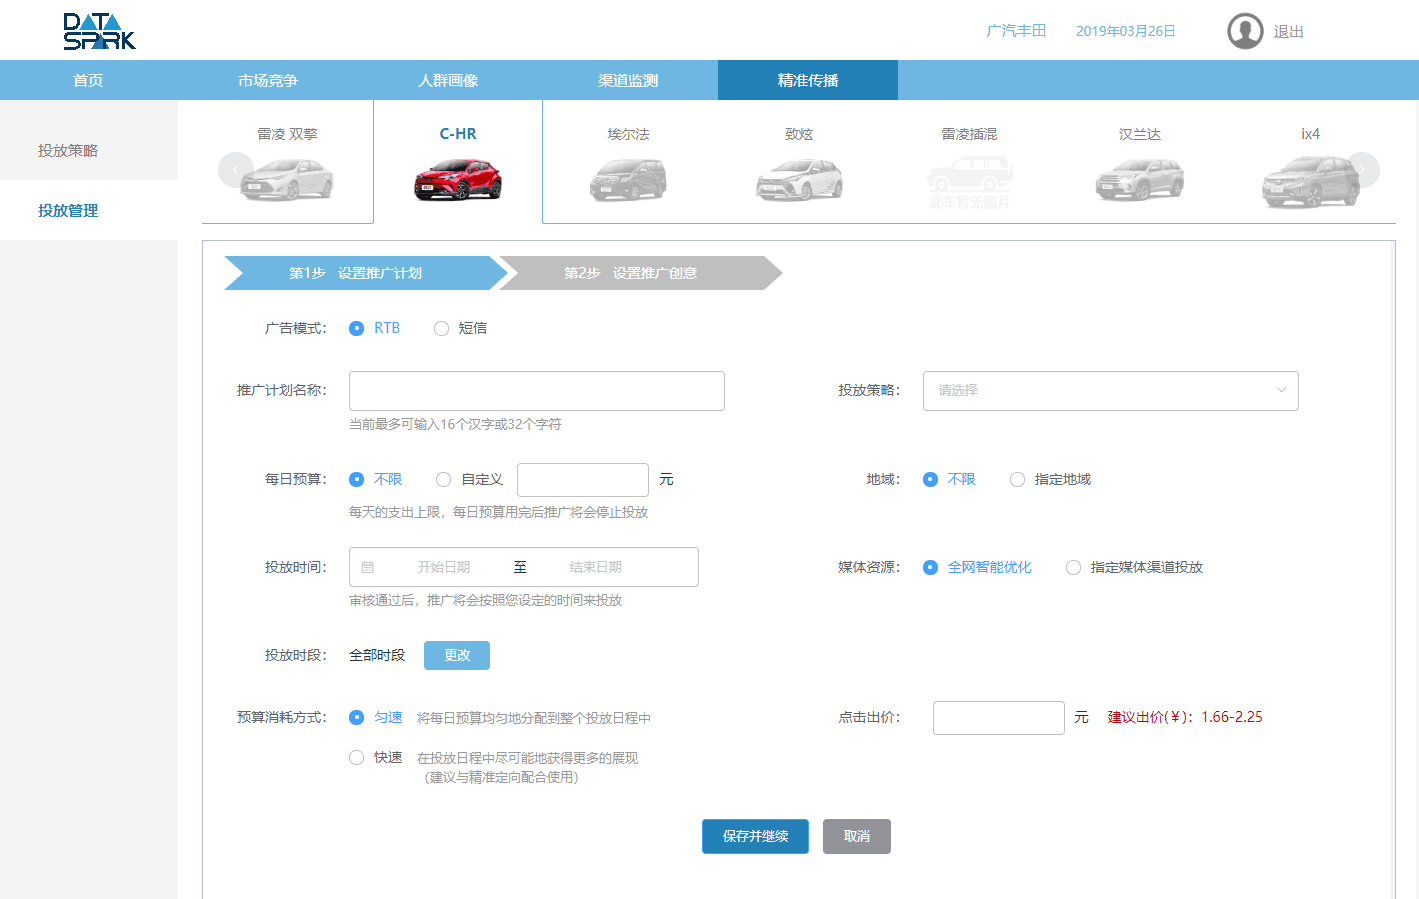 DATA
SPARK
广汽丰田 2019年03月26日 退出
首页 市场竞争 人群画像 渠道监测 精准传播
投放策略
投放管理
雷凌 双擎 C-HR 埃尔法 致炫 雷凌插混 汉兰达 ix4
此车暂无图片
第1步 设置推广计划 第2步 设置推广创意
广告模式： RTB 短信
推广计划名称： 投放策略： 请选择
当前最多可输入16个汉字或32个字符
每日预算： 不限 自定义 元 地域： 不限 指定地域
每天的支出上限，每日预算用完后推广将会停止投放
投放时间： 开始日期 至 结束日期 媒体资源： 全网智能优化 指定媒体渠道投放
审核通过后，推广将会按照您设定的时间来投放
投放时段： 全部时段 更改
预算消耗方式： 匀速 将每日预算均匀地分配到整个投放日程中 点击出价： 元 建议出价(￥)：1.66-2.25
快速 在投放日程中尽可能地获得更多的展现
（建议与精准定向配合使用）
保存并继续 取消